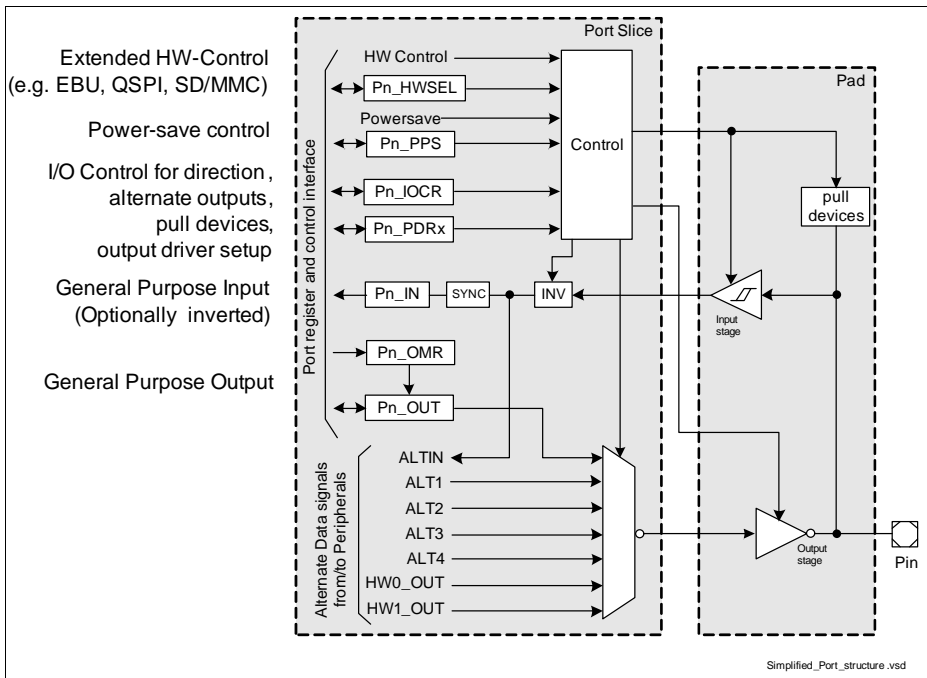 Port Slice
Pad
Extended HW-Control
(e.g. EBU, QSPI, SD/MMC)
Power-save control
I/O Control for direction,
alternate outputs,
pull devices,
output driver setup
General Purpose Input
(Optionally inverted)
General Purpose Output
Port register and control interface
HW Control
Pn_HWSEL
Powersave
Pn_PPS
Pn_IOCR
Pn_PDRx
Control
pull
devices
Pn_IN
SYNC
INV
Input
stage
Pn_OMR
Pn_OUT
Alternate Data signals
from/to Peripherals
ALTIN
ALT1
ALT2
ALT3
ALT4
HW0_OUT
HW1_OUT
Output
stage
Pin
Simplified_Port_structure.vsd